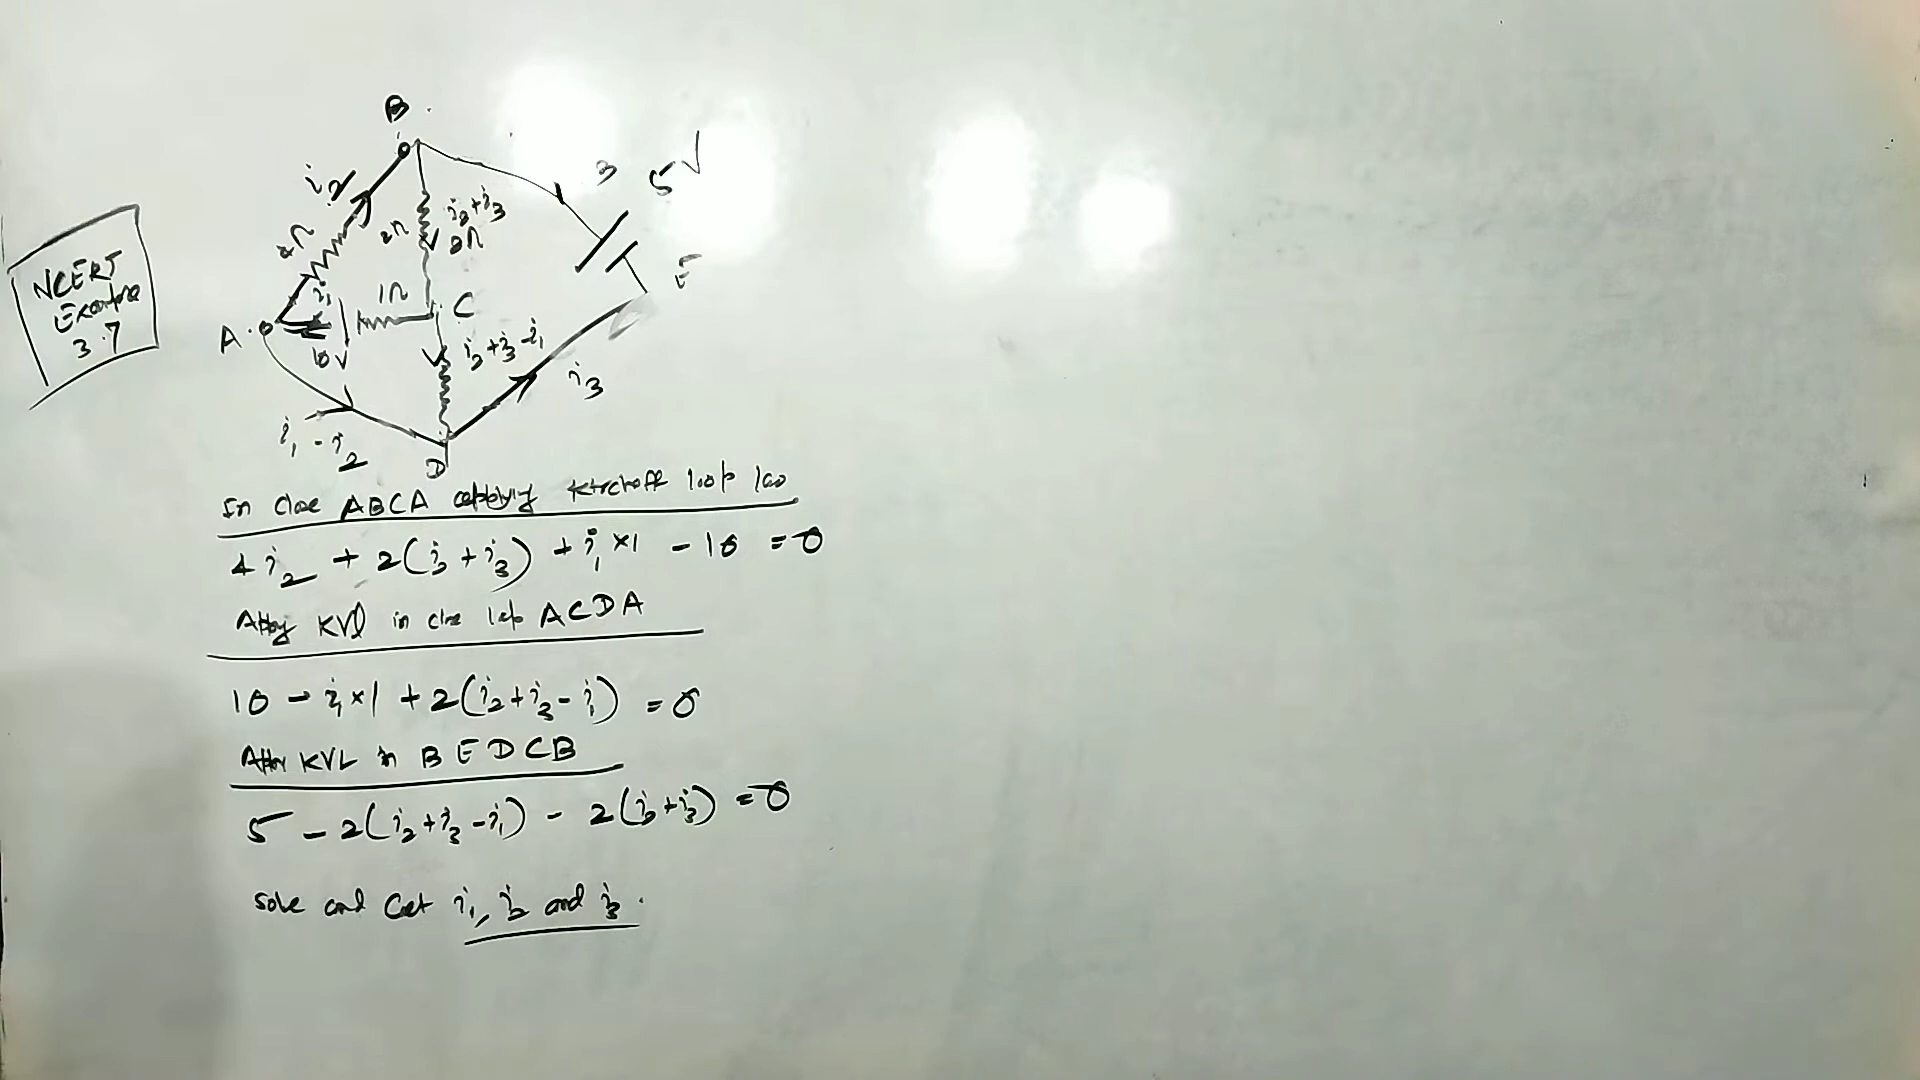 B
i2
3
5V
i2+i3
2Ω
2Ω
4Ω
NCERT
Example
3.7
E
i1
1Ω
C
A
10V
i2+i3-i1
i3
i1-i2
D
In close ABCA applying Kirchoff loop law
4i2 + 2(i2+i3) + i1×1 - 10 = 0
Apply KVl in close loop ACDA
10 - i1×1 + 2(i2+i3-i1) = 0
Apply KVL in BEDCB
5 - 2(i2+i3-i1) - 2(i2+i3) = 0
Solve and Get i1, i2 and i3.